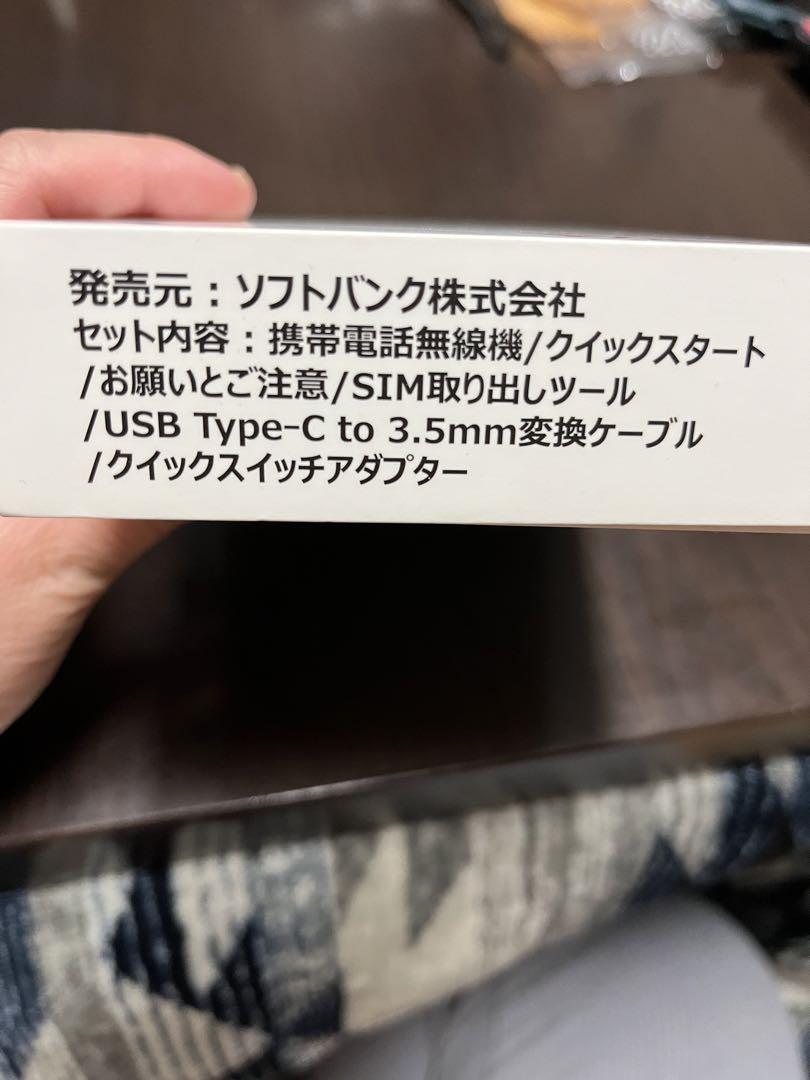 発売元：ソフトバンク株式会社
セット内容：携帯電話無線機/クイックスタート
/お願いとご注意/SIM取り出しツール
/USB Type-C to 3.5mm変換ケーブル
/クイックスイッチアダプター